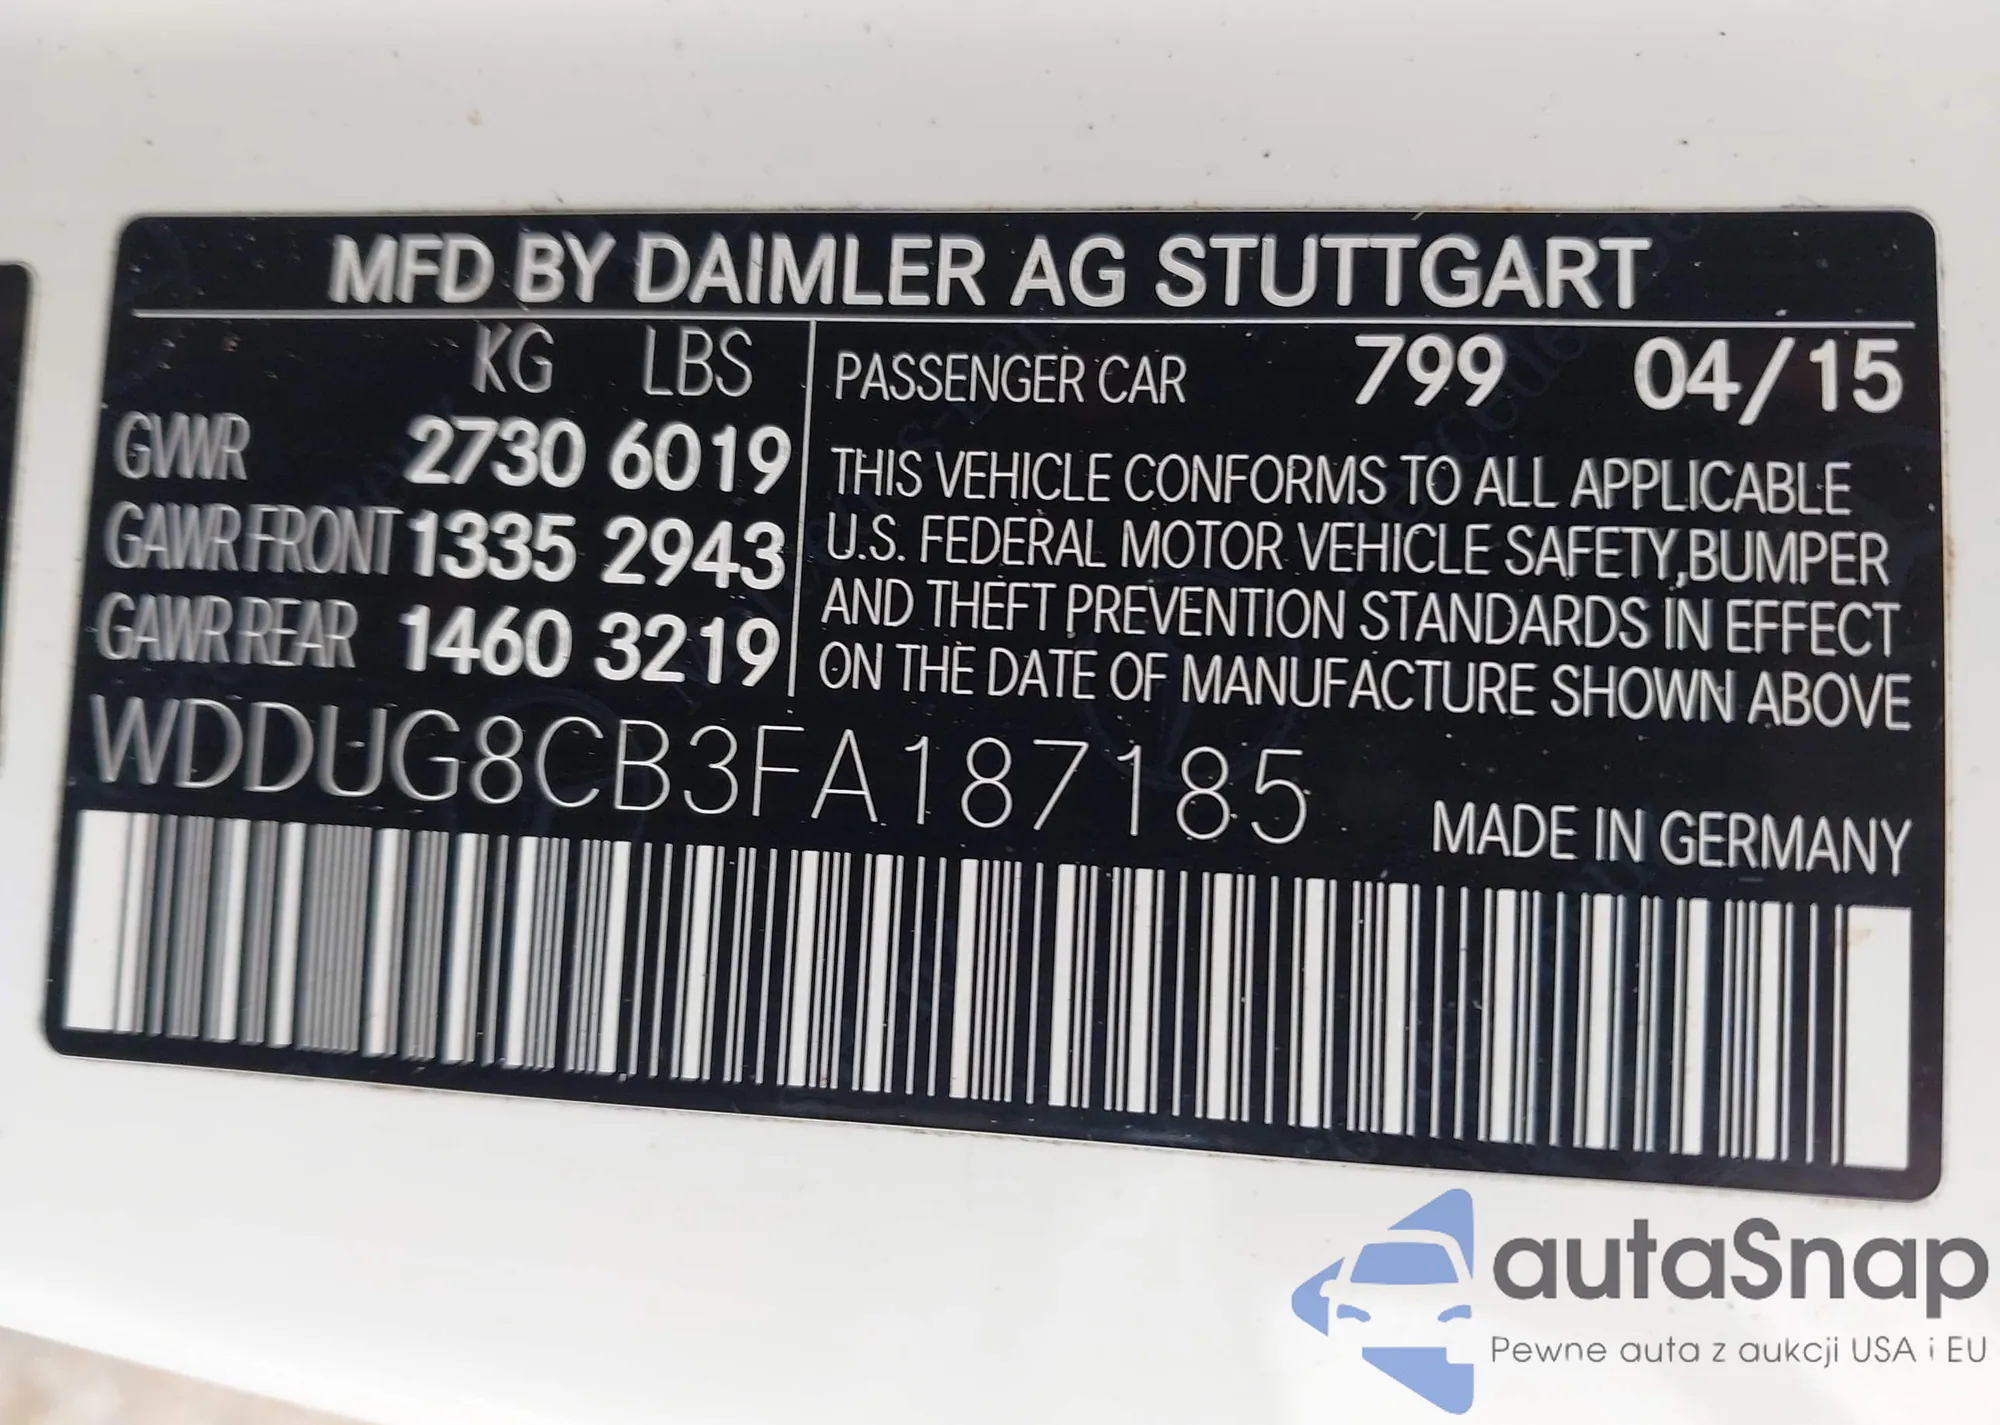 MFD BY DAIMLER AG STUTTGART
KG LBS
GVWR 2730 6019
GAWR FRONT 1335 2943
GAWR REAR 1460 3219
PASSENGER CAR 799 04/15
THIS VEHICLE CONFORMS TO ALL APPLICABLE
U.S. FEDERAL MOTOR VEHICLE SAFETY,BUMPER
AND THEFT PREVENTION STANDARDS IN EFFECT
ON THE DATE OF MANUFACTURE SHOWN ABOVE
WDDUG8CB3FA187185
MADE IN GERMANY
autaSnap
Pewne auta z aukcji USA i EU